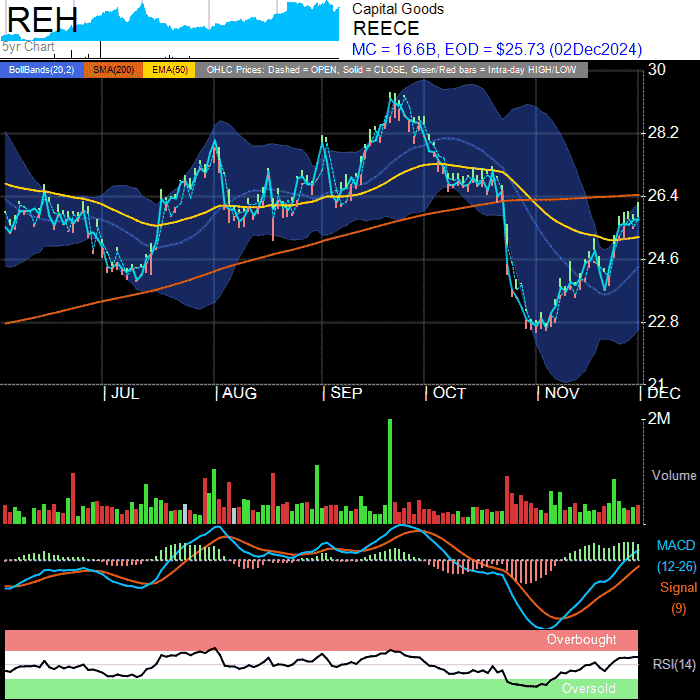 REH
5yr Chart
Capital Goods
REECE
MC = 16.6B, EOD = $25.73 (02Dec2024)
BollBands(20,2) SMA(200) EMA(50) OHLC Prices: Dashed = OPEN, Solid = CLOSE, Green/Red bars = Intra-day HIGH/LOW
30
28.2
26.4
24.6
22.8
21
JUL AUG SEP OCT NOV DEC
2M
Volume
MACD
(12-26)
Signal
(9)
Overbought
RSI(14)
Oversold